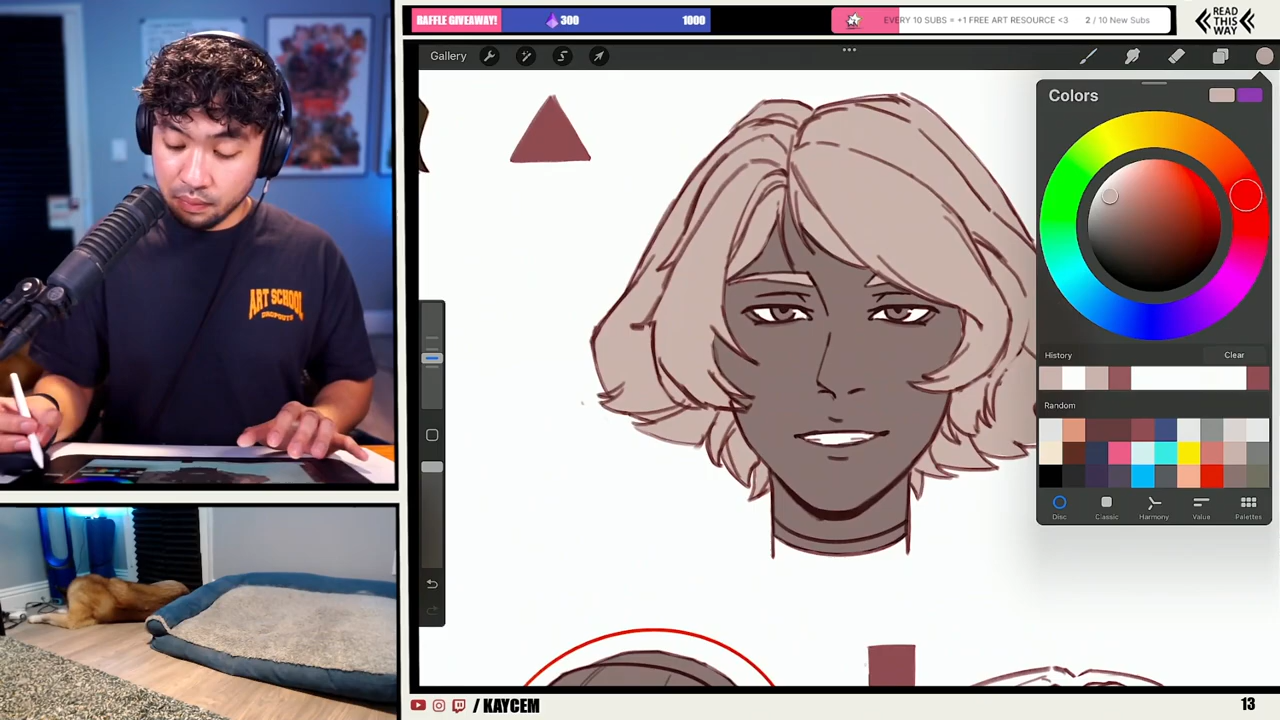 RAFFLE GIVEAWAY!
300
1000
EVERY 10 SUBS = +1 FREE ART RESOURCE <3
2 / 10 New Subs
READ
THIS
WAY
Gallery
Colors
History
Clear
Random
Disc
Classic
Harmony
Value
Palettes
ART SCHOOL
DROPOUTS
/ KAYCEM
13